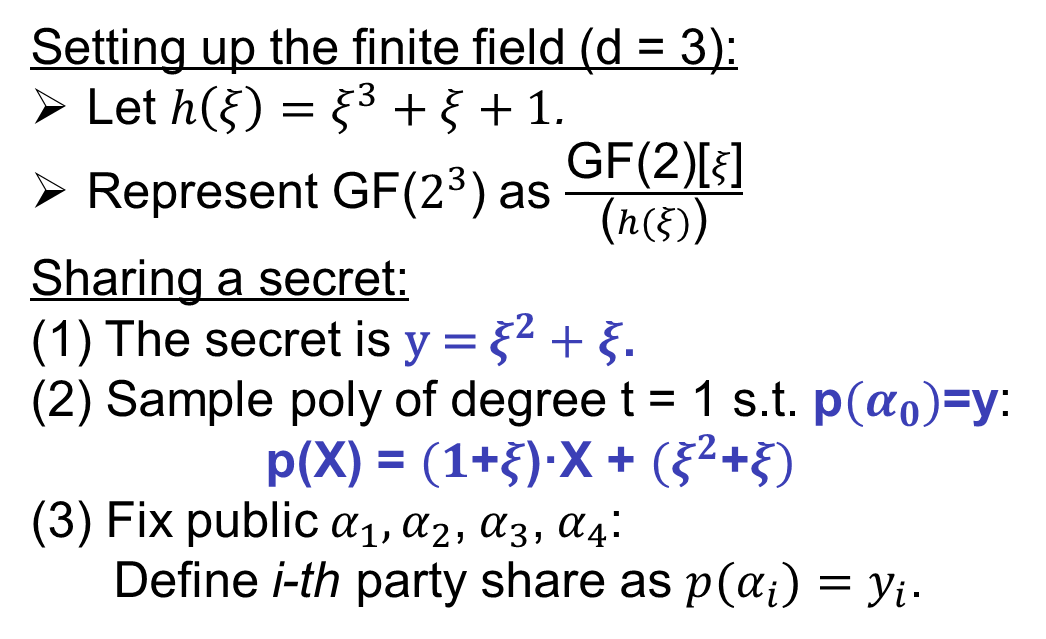 Setting up the finite field (d = 3):
➢ Let ℎ(𝜉) = 𝜉³ + 𝜉 + 1.
➢ Represent GF(2³) as GF(2)[𝜉] / (ℎ(𝜉))
Sharing a secret:
(1) The secret is y = 𝝃² + 𝝃.
(2) Sample poly of degree t = 1 s.t. p(𝜶₀)=y:
p(X) = (1+𝝃)·X + (𝝃²+𝝃)
(3) Fix public 𝛼₁, 𝛼₂, 𝛼₃, 𝛼₄:
Define i-th party share as 𝑝(𝛼ᵢ) = 𝑦ᵢ.